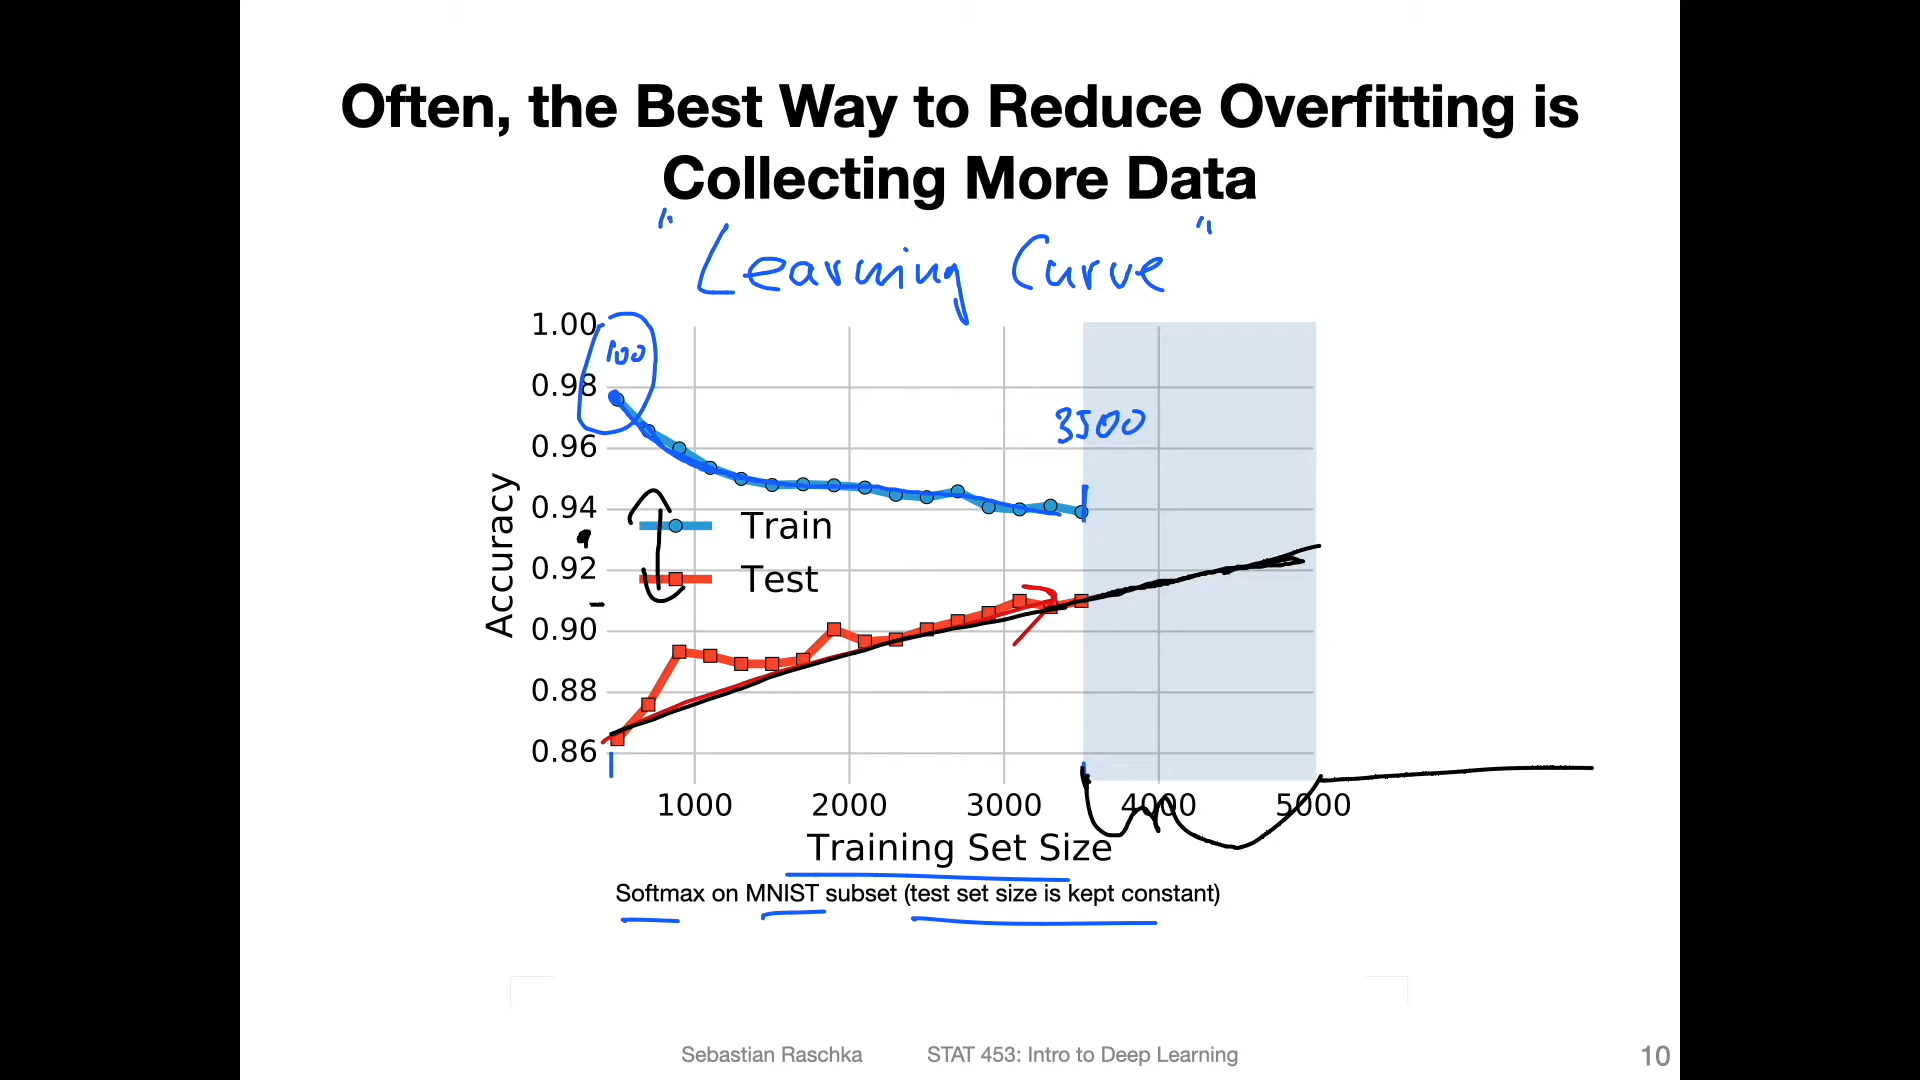 Often, the Best Way to Reduce Overfitting is
Collecting More Data
"Learning Curve"
1.00
100
0.98
3500
0.96
0.94
Train
0.92
Test
0.90
0.88
0.86
Accuracy
1000 2000 3000 4000 5000
Training Set Size
Softmax on MNIST subset (test set size is kept constant)
Sebastian Raschka STAT 453: Intro to Deep Learning 10